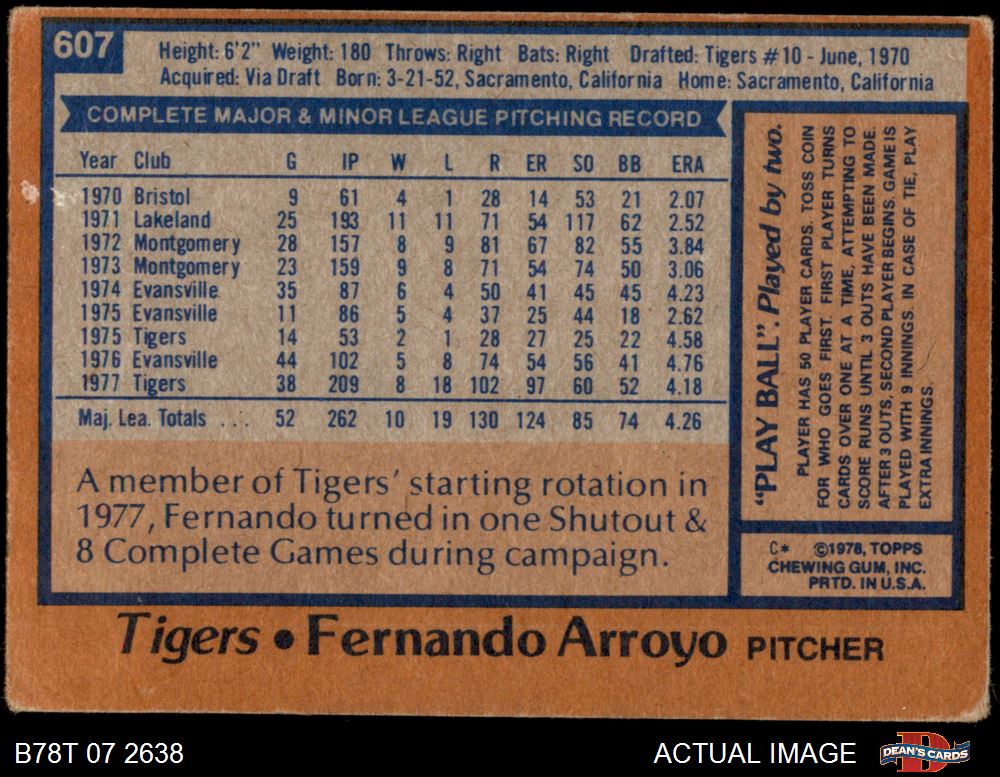 607
Height: 6'2" Weight: 180 Throws: Right Bats: Right Drafted: Tigers #10 - June, 1970
Acquired: Via Draft Born: 3-21-52, Sacramento, California Home: Sacramento, California
COMPLETE MAJOR & MINOR LEAGUE PITCHING RECORD
Year Club G IP W L R ER SO BB ERA
1970 Bristol 9 61 4 1 28 14 53 21 2.07
1971 Lakeland 25 193 11 11 71 54 117 62 2.52
1972 Montgomery 28 157 8 9 81 67 82 55 3.84
1973 Montgomery 23 159 9 8 71 54 74 50 3.06
1974 Evansville 35 87 6 4 50 41 45 45 4.23
1975 Evansville 11 86 5 4 37 25 44 18 2.62
1975 Tigers 14 53 2 1 28 27 25 22 4.58
1976 Evansville 44 102 5 8 74 54 56 41 4.76
1977 Tigers 38 209 8 18 102 97 60 52 4.18
Maj. Lea. Totals ... 52 262 10 19 130 124 85 74 4.26
A member of Tigers' starting rotation in
1977, Fernando turned in one Shutout &
8 Complete Games during campaign.
"PLAY BALL". Played by two.
PLAYER HAS 50 PLAYER CARDS. TOSS COIN
FOR WHO GOES FIRST. FIRST PLAYER TURNS
CARDS OVER ONE AT A TIME, ATTEMPTING TO
SCORE RUNS UNTIL 3 OUTS HAVE BEEN MADE.
AFTER 3 OUTS, SECOND PLAYER BEGINS. GAME IS
PLAYED WITH 9 INNINGS. IN CASE OF TIE, PLAY
EXTRA INNINGS.
C* ©1978, TOPPS
CHEWING GUM, INC.
PRTD. IN U.S.A.
Tigers • Fernando Arroyo PITCHER
B78T 07 2638
ACTUAL IMAGE
DEAN'S CARDS